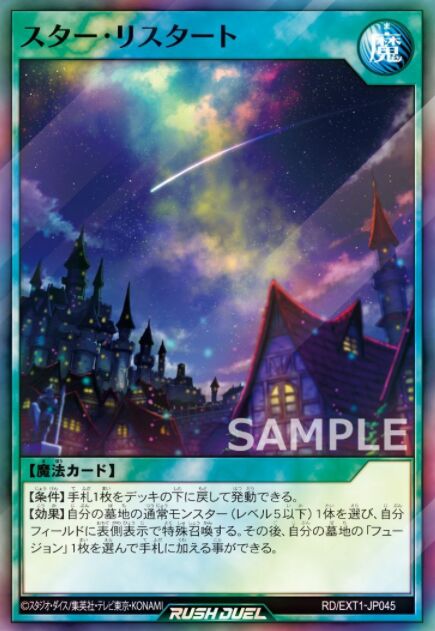 スター・リスタート
魔
SAMPLE
【魔法カード】
【条件】手札1枚をデッキの下に戻して発動できる。
【効果】自分の墓地の通常モンスター(レベル5以下)1体を選び、自分
フィールドに表側表示で特殊召喚する。その後、自分の墓地の「フュー
ジョン」1枚を選んで手札に加える事ができる。
©スタジオ・ダイス/集英社・テレビ東京・KONAMI
RUSH DUEL
RD/EXT1-JP045